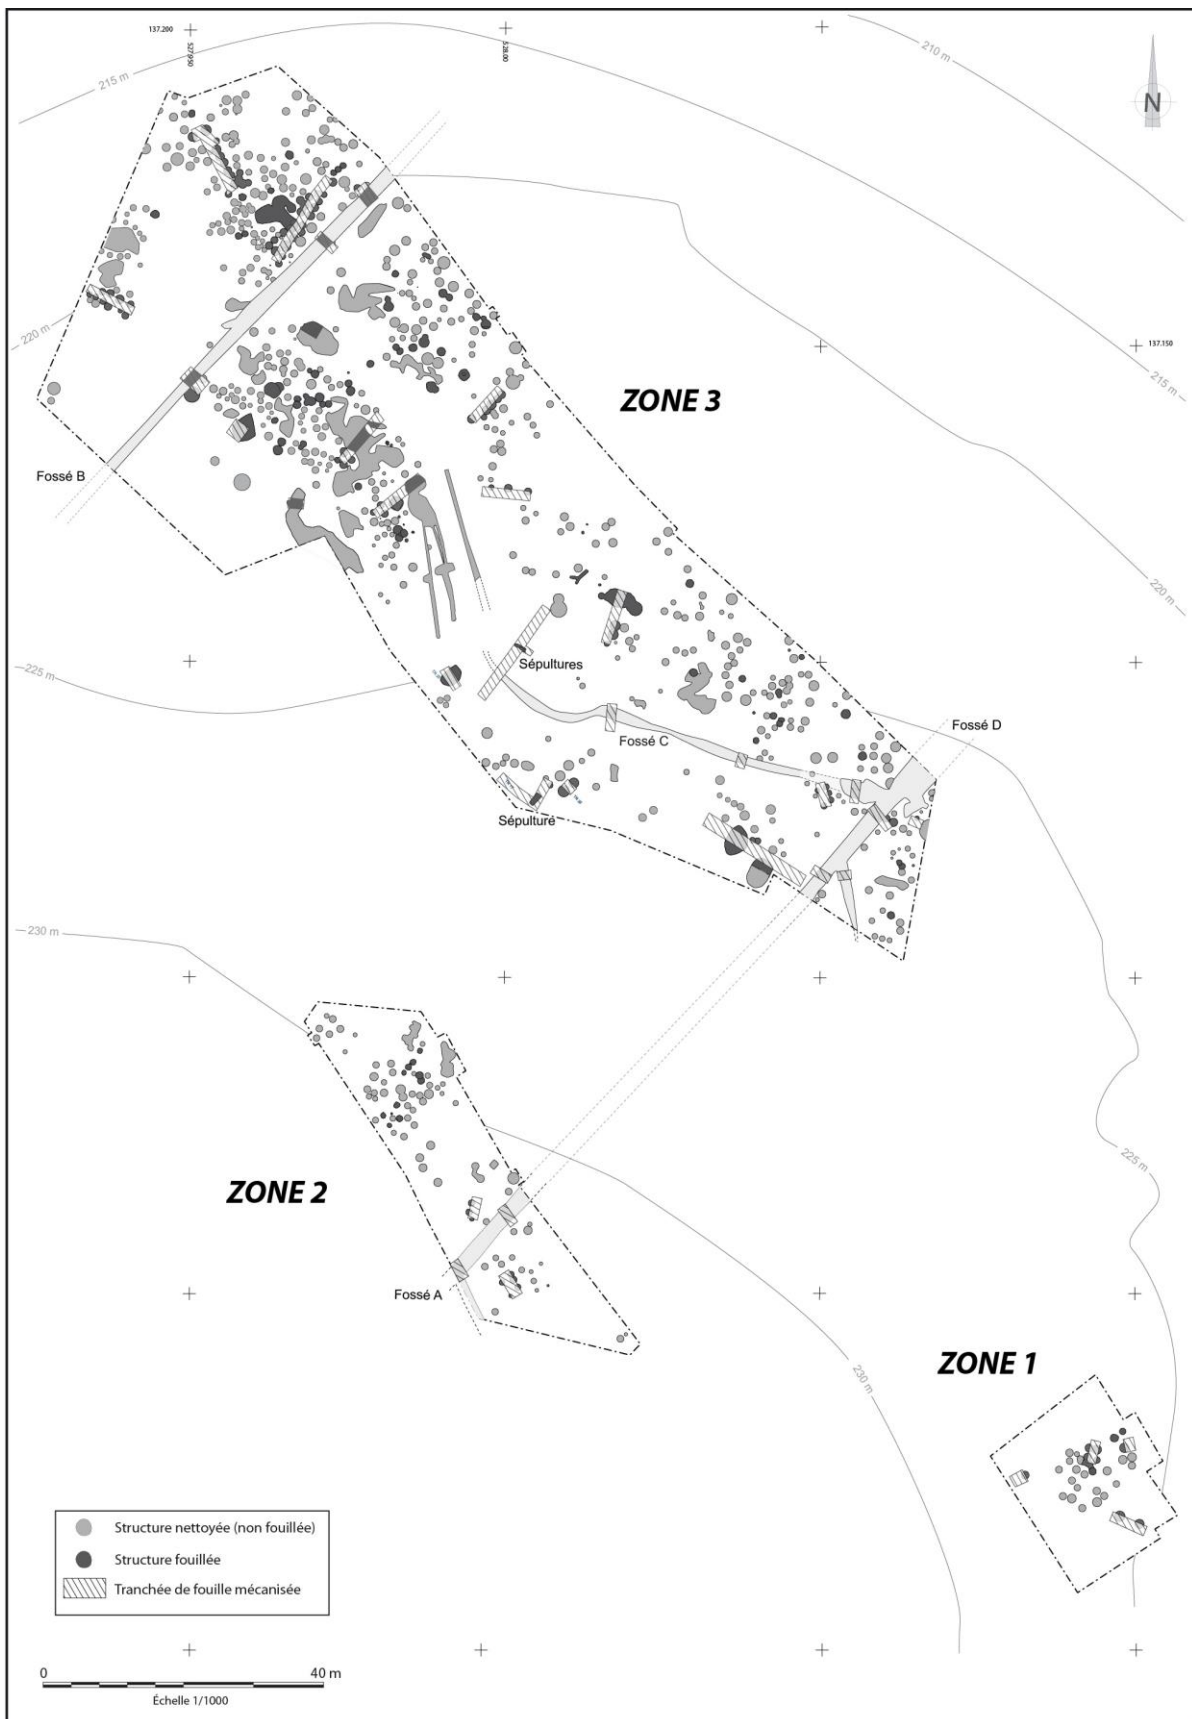 137.200
527.950
528.00
210 m
215 m
N
220 m
137.150
215 m
ZONE 3
Fossé B
220 m
Sépultures
225 m
Fossé D
Fossé C
Sépulture
230 m
225 m
ZONE 2
Fossé A
ZONE 1
230 m
Structure nettoyée (non fouillée)
Structure fouillée
Tranchée de fouille mécanisée
0 40 m
Échelle 1/1000